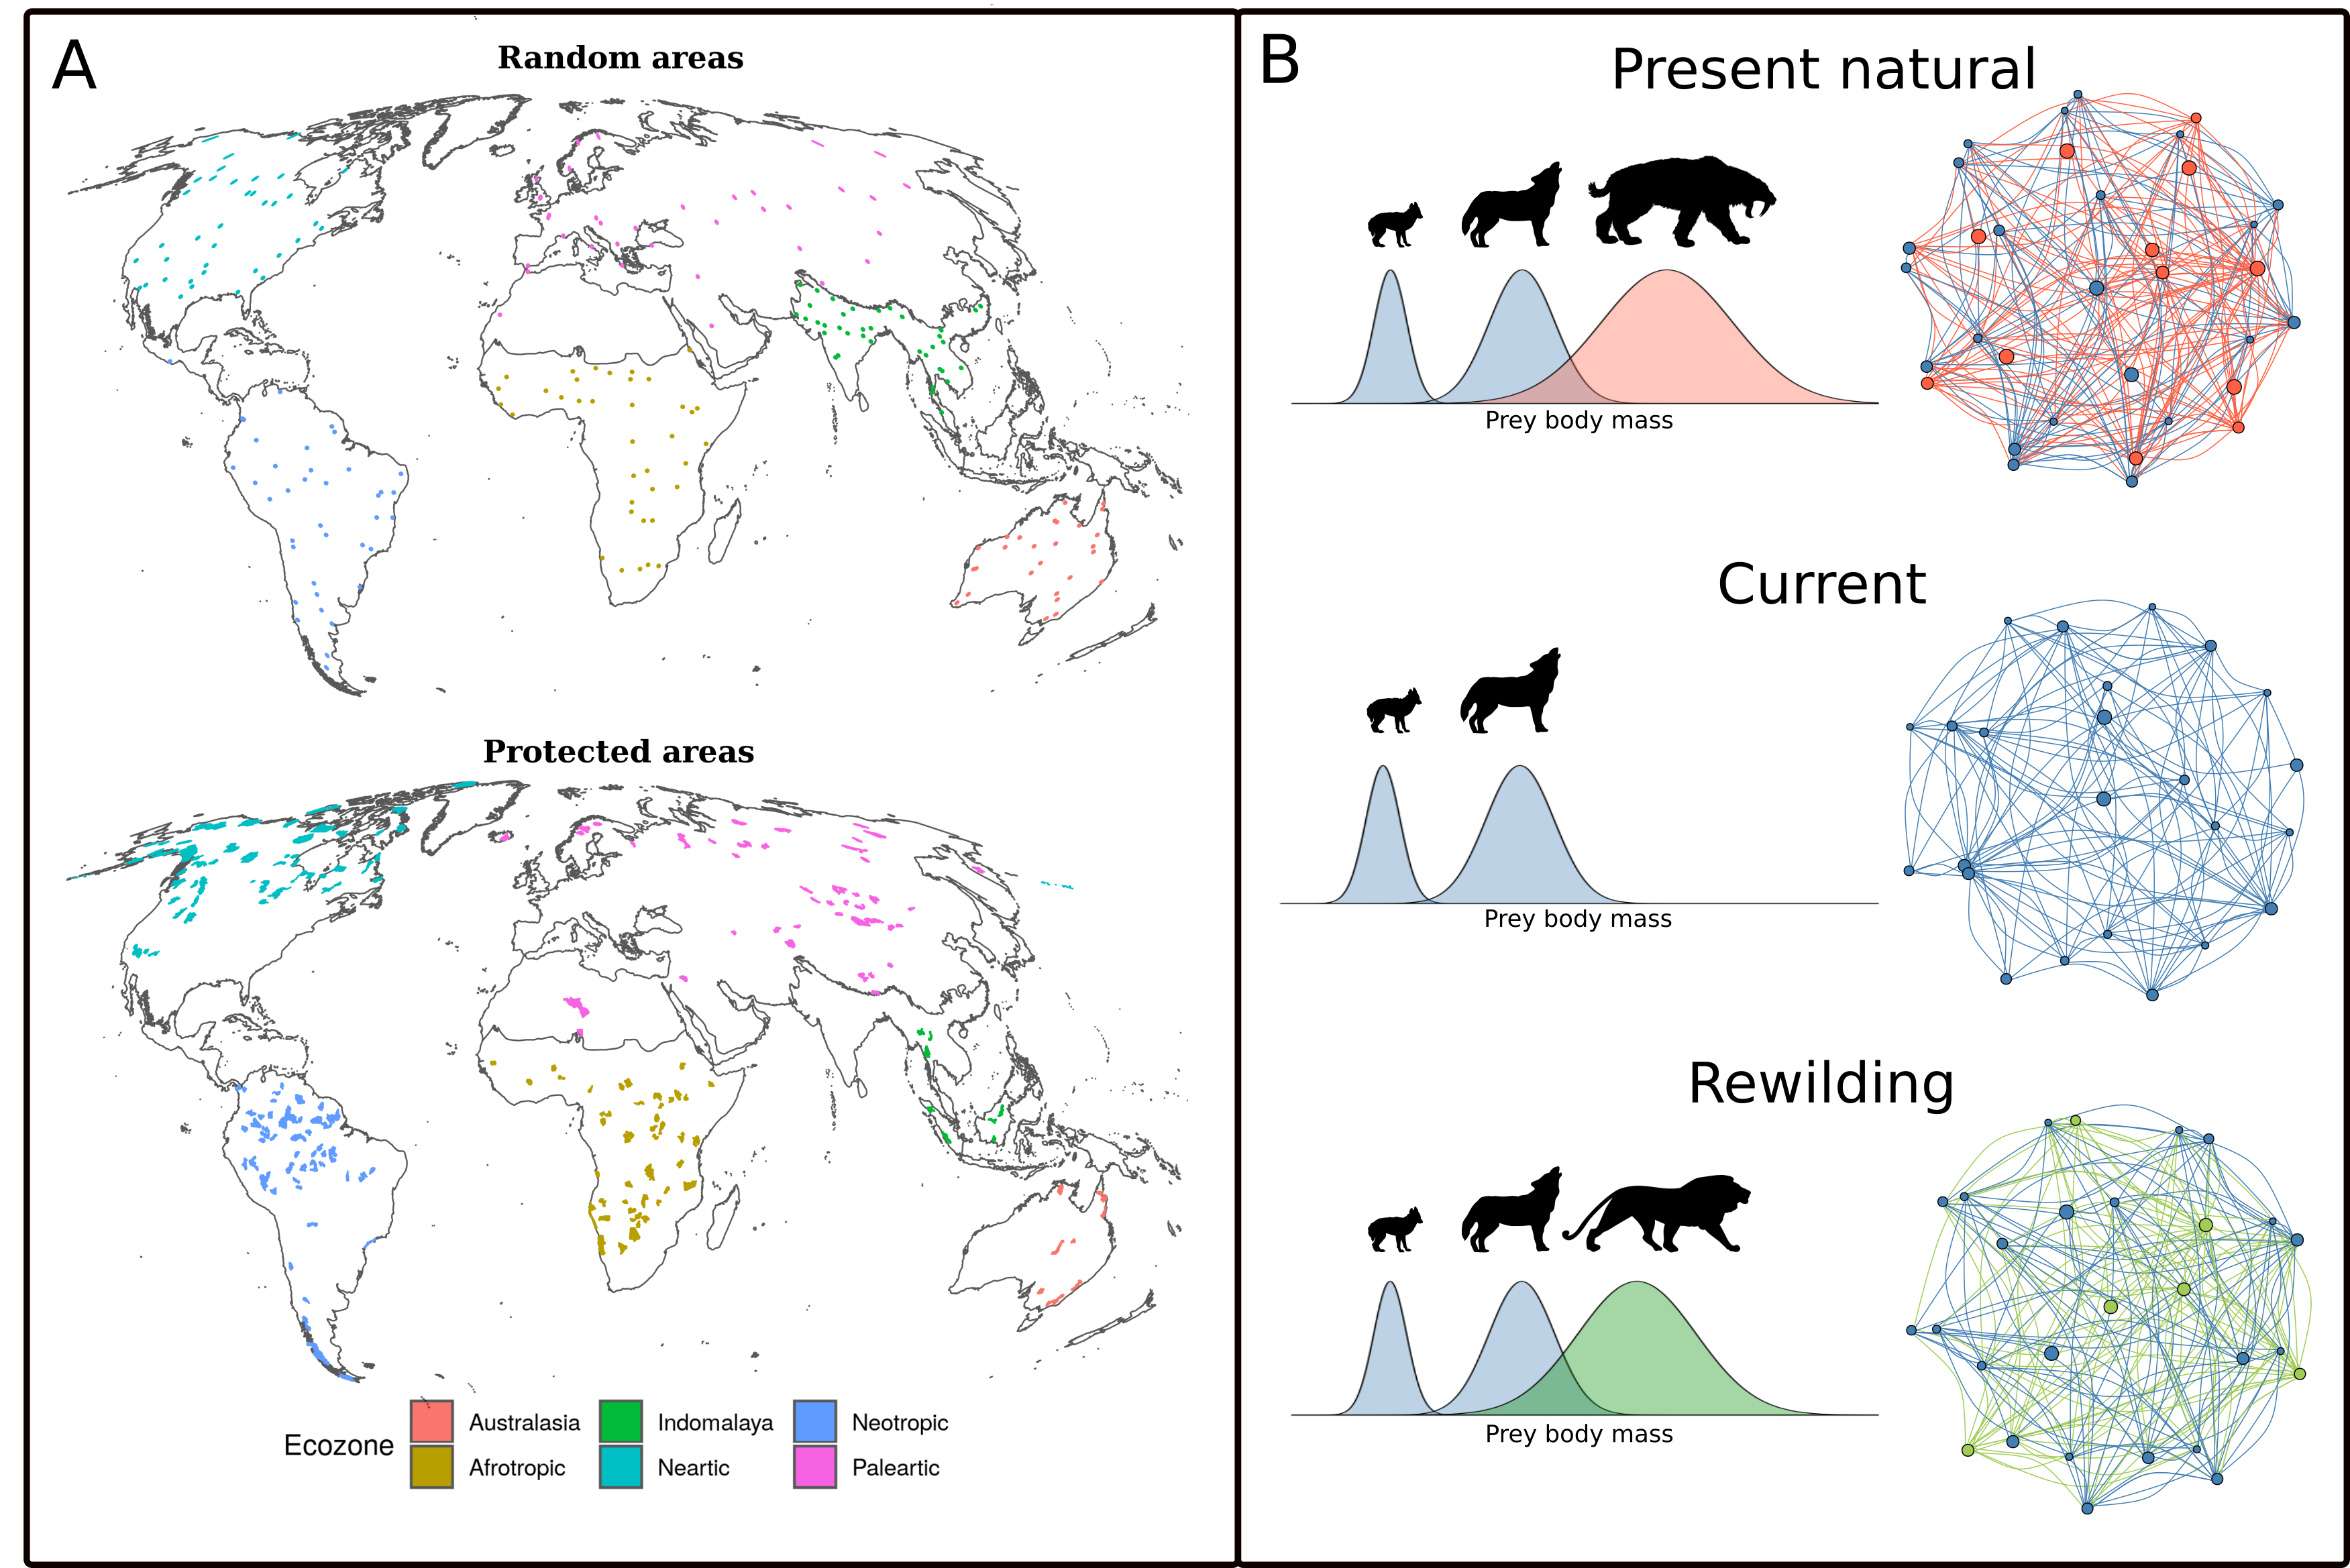 A
Random areas
Protected areas
Ecozone
Australasia
Indomalaya
Neotropic
Afrotropic
Neartic
Paleartic
B
Present natural
Prey body mass
Current
Prey body mass
Rewilding
Prey body mass